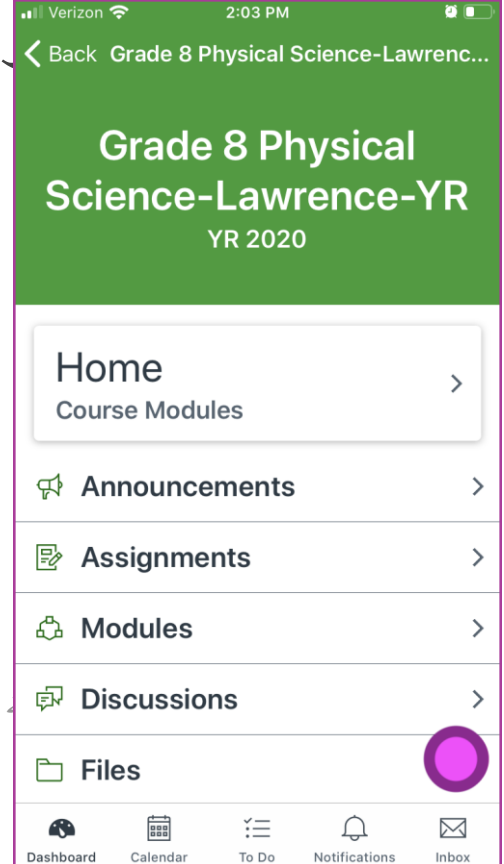 Verizon 2:03 PM
Back Grade 8 Physical Science-Lawrenc...
Grade 8 Physical
Science-Lawrence-YR
YR 2020
Home
Course Modules
Announcements
Assignments
Modules
Discussions
Files
Dashboard Calendar To Do Notifications Inbox